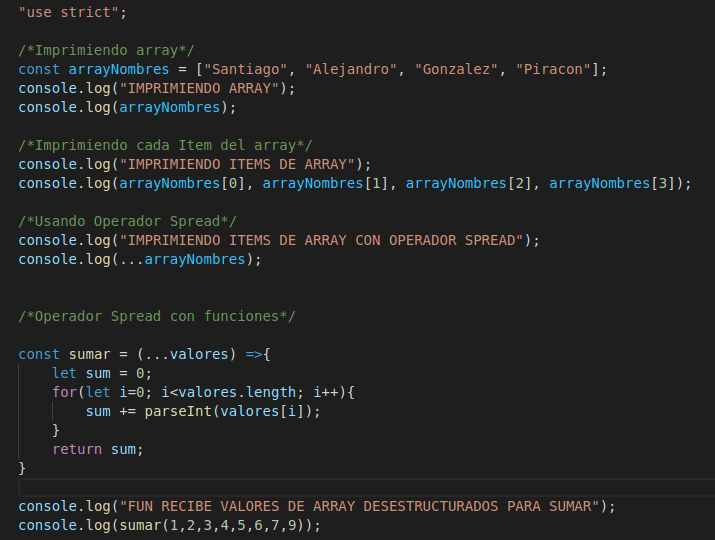 "use strict";
/*Imprimiendo array*/
const arrayNombres = ["Santiago", "Alejandro", "Gonzalez", "Piracon"];
console.log("IMPRIMIENDO ARRAY");
console.log(arrayNombres);
/*Imprimiendo cada Item del array*/
console.log("IMPRIMIENDO ITEMS DE ARRAY");
console.log(arrayNombres[0], arrayNombres[1], arrayNombres[2], arrayNombres[3]);
/*Usando Operador Spread*/
console.log("IMPRIMIENDO ITEMS DE ARRAY CON OPERADOR SPREAD");
console.log(...arrayNombres);
/*Operador Spread con funciones*/
const sumar = (...valores) =>{
    let sum = 0;
    for(let i=0; i<valores.length; i++){
        sum += parseInt(valores[i]);
    }
    return sum;
}
console.log("FUN RECIBE VALORES DE ARRAY DESESTRUCTURADOS PARA SUMAR");
console.log(sumar(1,2,3,4,5,6,7,9));